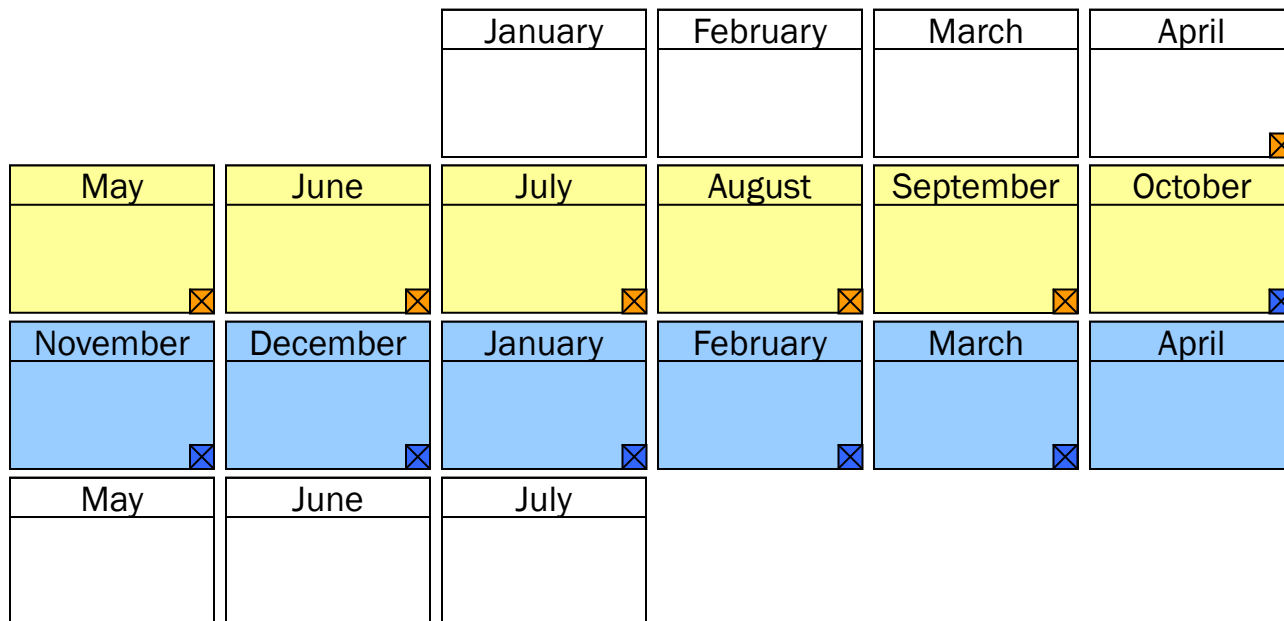 January February March April
May June July August September October
November December January February March April
May June July